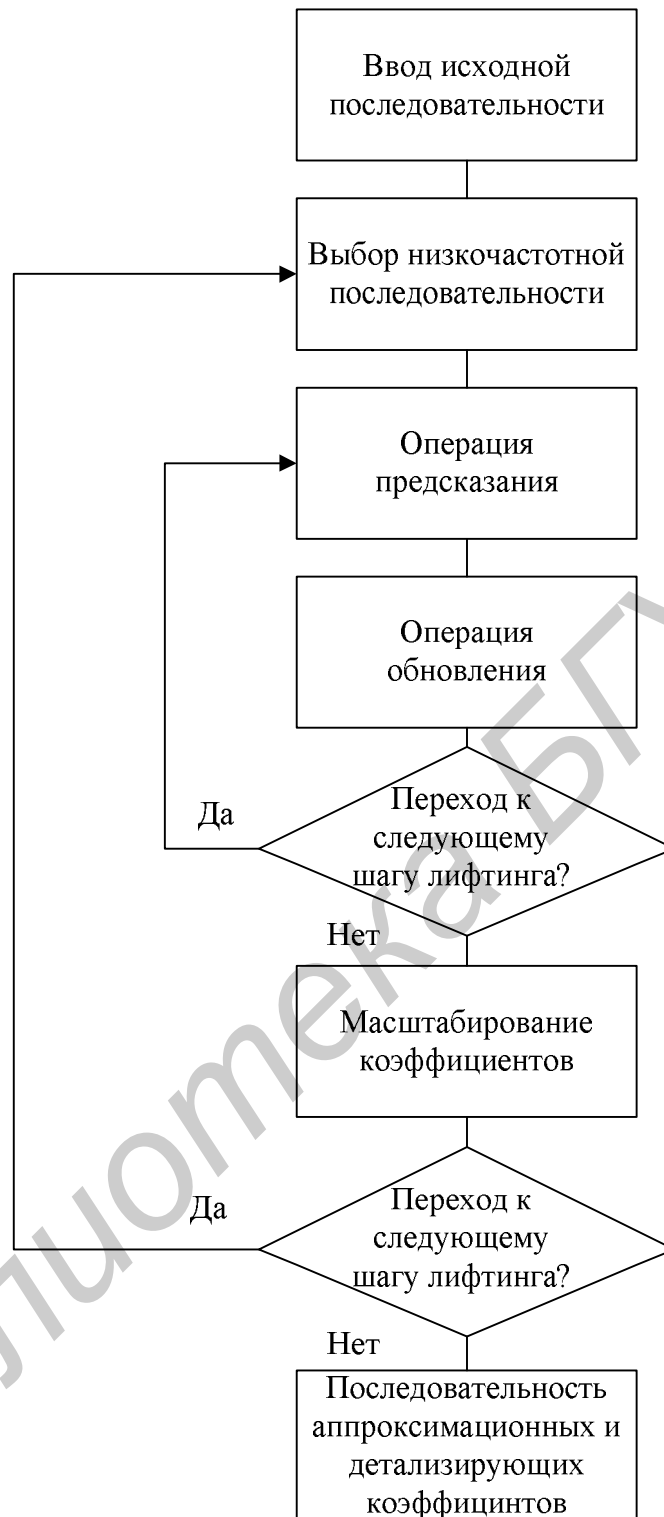 Ввод исходной
последовательности
Выбор низкочастотной
последовательности
Операция
предсказания
Операция
обновления
Переход к
следующему
шагу лифтинга?
Да
Нет
Масштабирование
коэффициентов
Переход к
следующему
шагу лифтинга?
Да
Нет
Последовательность
аппроксимационных и
детализирующих
коэффицинтов